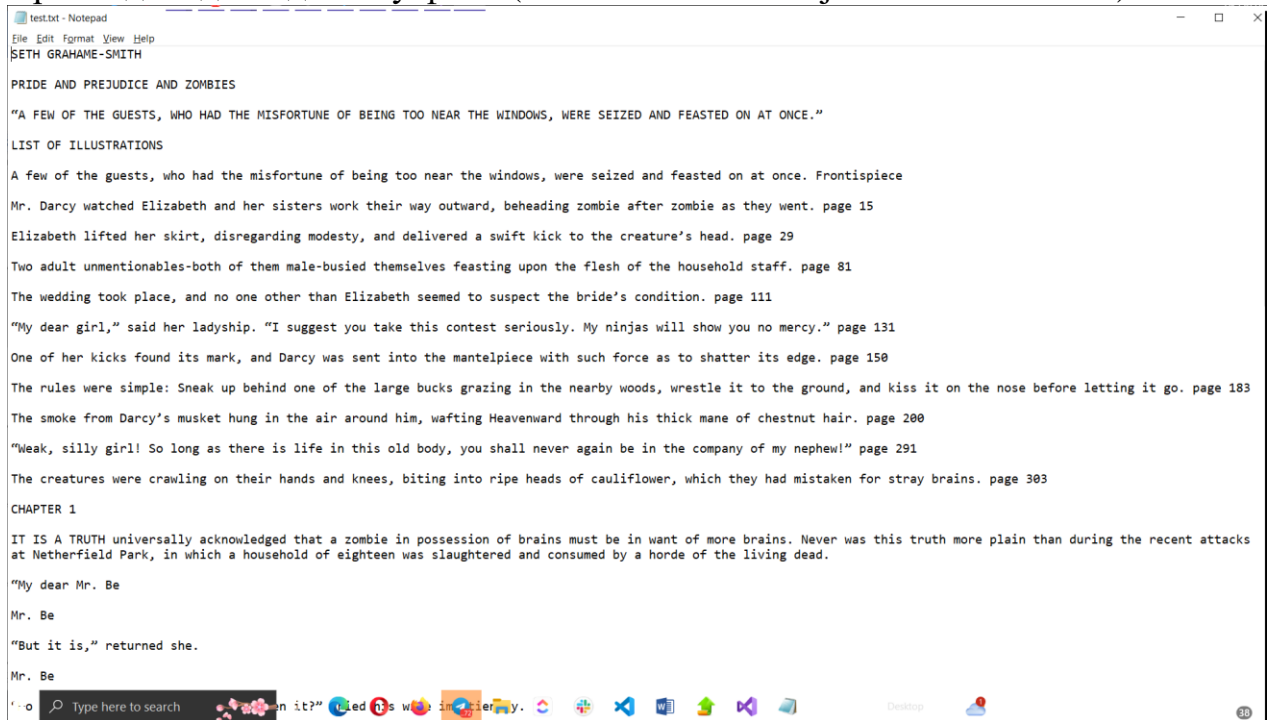 test.txt - Notepad
File Edit Format View Help
SETH GRAHAME-SMITH
PRIDE AND PREJUDICE AND ZOMBIES
“A FEW OF THE GUESTS, WHO HAD THE MISFORTUNE OF BEING TOO NEAR THE WINDOWS, WERE SEIZED AND FEASTED ON AT ONCE.”
LIST OF ILLUSTRATIONS
A few of the guests, who had the misfortune of being too near the windows, were seized and feasted on at once. Frontispiece
Mr. Darcy watched Elizabeth and her sisters work their way outward, beheading zombie after zombie as they went. page 15
Elizabeth lifted her skirt, disregarding modesty, and delivered a swift kick to the creature’s head. page 29
Two adult unmentionables-both of them male-busied themselves feasting upon the flesh of the household staff. page 81
The wedding took place, and no one other than Elizabeth seemed to suspect the bride’s condition. page 111
“My dear girl,” said her ladyship. “I suggest you take this contest seriously. My ninjas will show you no mercy.” page 131
One of her kicks found its mark, and Darcy was sent into the mantelpiece with such force as to shatter its edge. page 150
The rules were simple: Sneak up behind one of the large bucks grazing in the nearby woods, wrestle it to the ground, and kiss it on the nose before letting it go. page 183
The smoke from Darcy’s musket hung in the air around him, wafting Heavenward through his thick mane of chestnut hair. page 200
“Weak, silly girl! So long as there is life in this old body, you shall never again be in the company of my nephew!” page 291
The creatures were crawling on their hands and knees, biting into ripe heads of cauliflower, which they had mistaken for stray brains. page 303
CHAPTER 1
IT IS A TRUTH universally acknowledged that a zombie in possession of brains must be in want of more brains. Never was this truth more plain than during the recent attacks
at Netherfield Park, in which a household of eighteen was slaughtered and consumed by a horde of the living dead.
“My dear Mr. Be
Mr. Be
“But it is,” returned she.
Mr. Be
Type here to search it?” Desktop 38